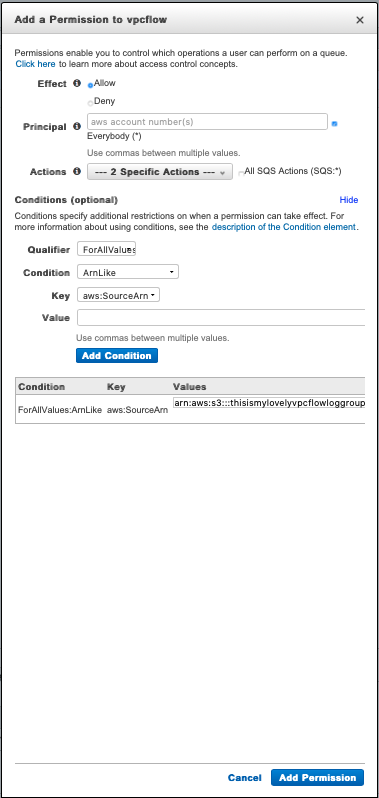 Add a Permission to vpcflow
Permissions enable you to control which operations a user can perform on a queue.
Click here to learn more about access control concepts.
Effect Allow
Deny
Principal aws account number(s)
Everybody (*)
Use commas between multiple values.
Actions --- 2 Specific Actions --- All SQS Actions (SQS:*)
Conditions (optional) Hide
Conditions specify additional restrictions on when a permission can take effect. For
more information about using conditions, see the description of the Condition element.
Qualifier ForAllValues
Condition ArnLike
Key aws:SourceArn
Value
Use commas between multiple values.
Add Condition
Condition Key Values
ForAllValues:ArnLike aws:SourceArn arn:aws:s3:::thisismylovelyvpcflowloggroup
Cancel Add Permission